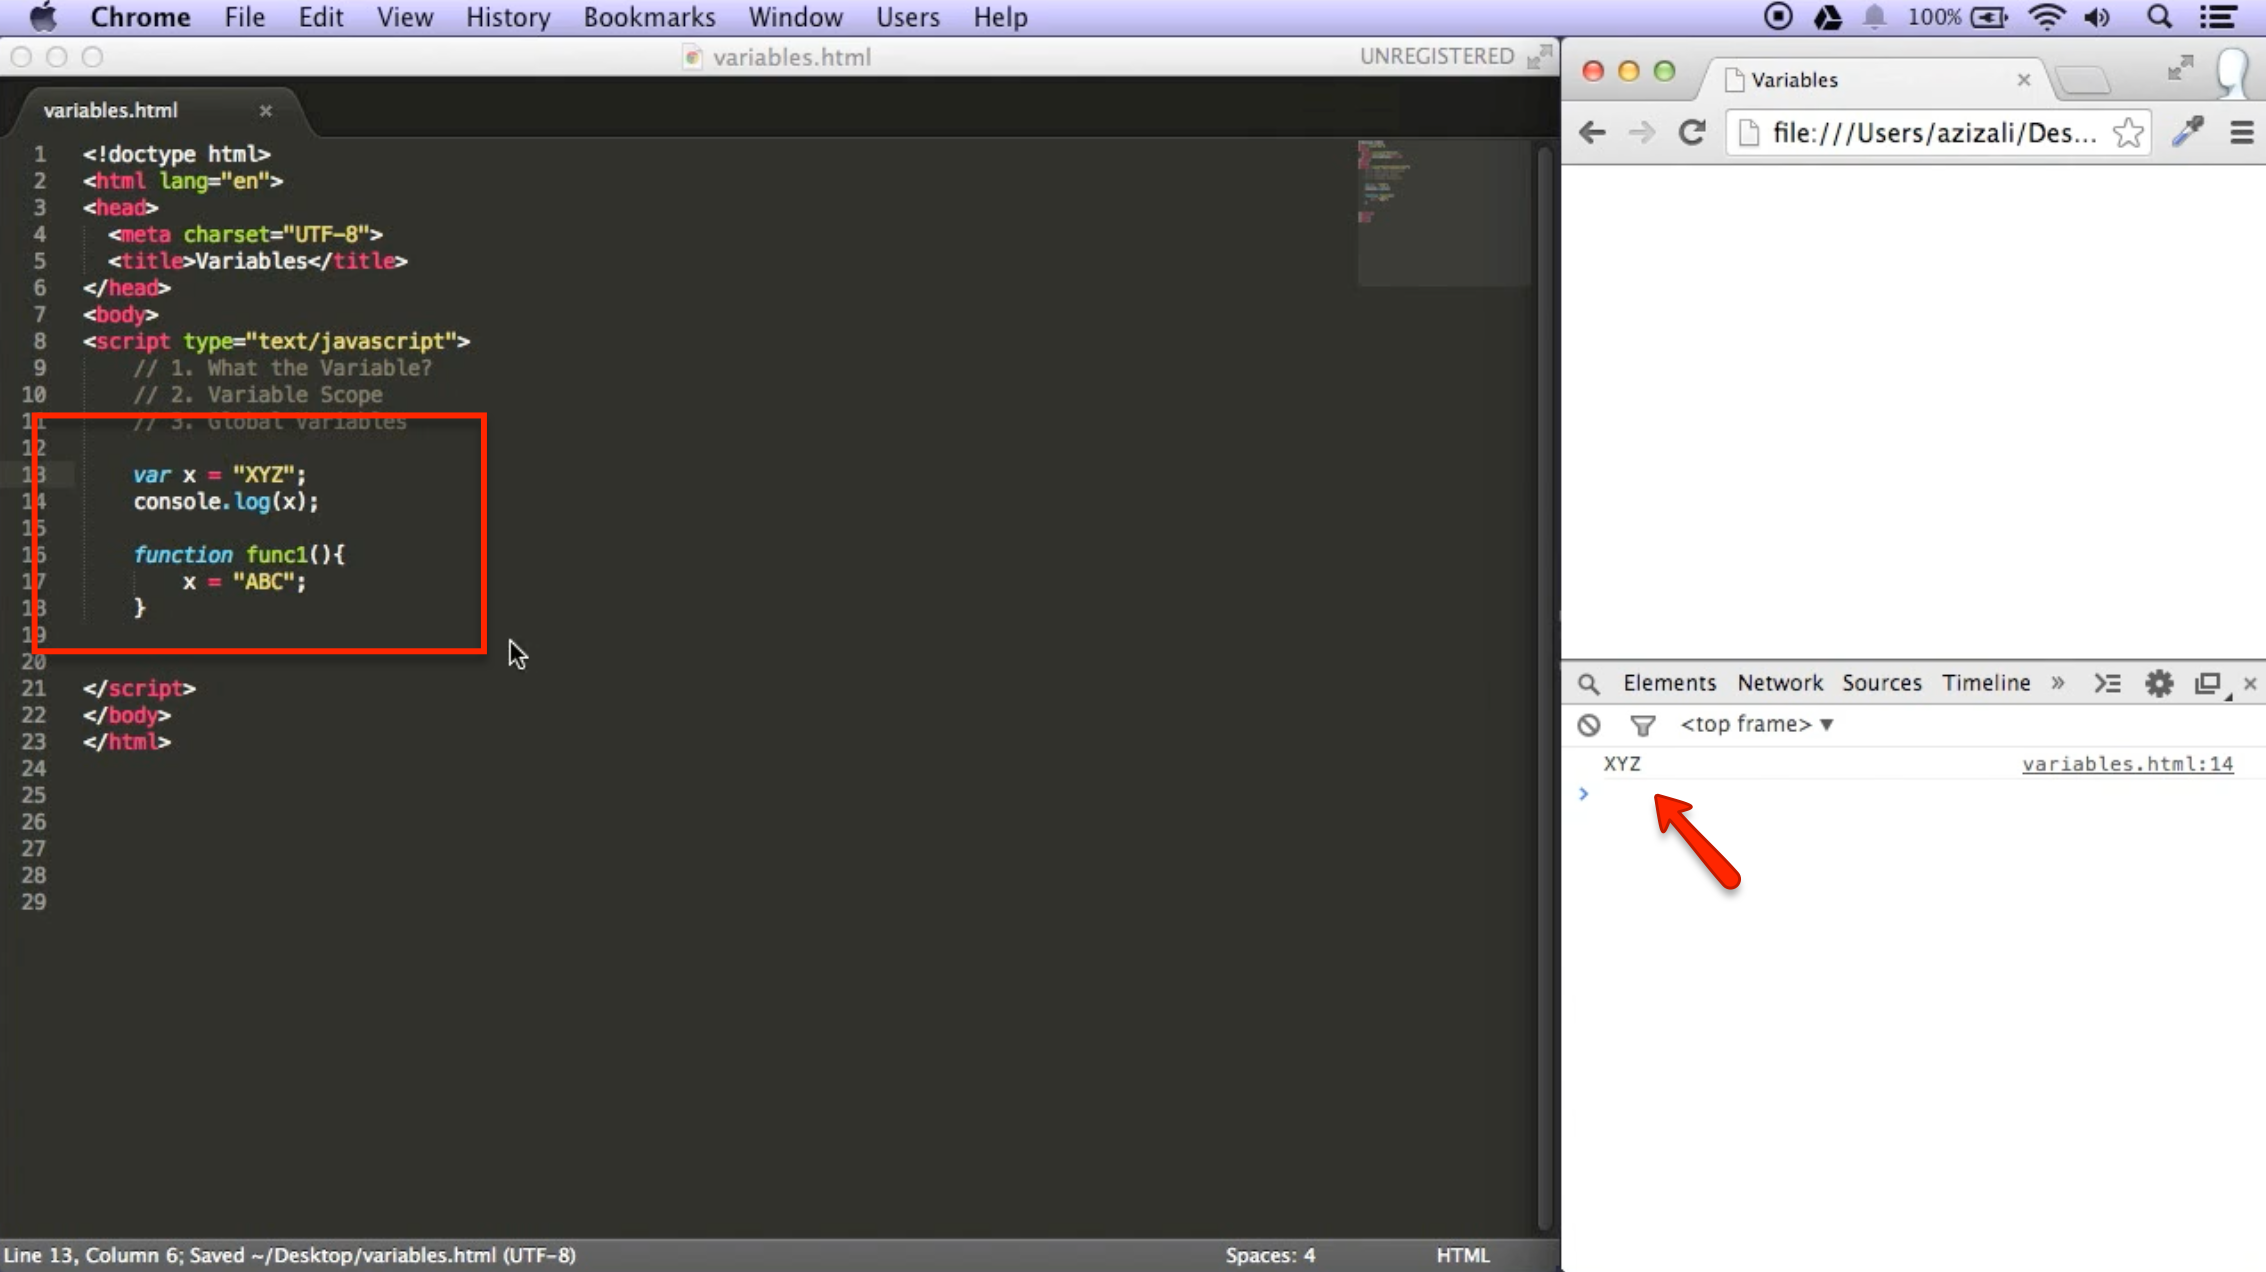 Chrome File Edit View History Bookmarks Window Users Help 100%
variables.html UNREGISTERED
variables.html ×
1 <!doctype html>
2 <html lang="en">
3 <head>
4 <meta charset="UTF-8">
5 <title>Variables</title>
6 </head>
7 <body>
8 <script type="text/javascript">
9 // 1. What the Variable?
10 // 2. Variable Scope
11 // 3. Global Variables
12
13 var x = "XYZ";
14 console.log(x);
15
16 function func1(){
17 x = "ABC";
18 }
19
20
21 </script>
22 </body>
23 </html>
24
25
26
27
28
29
Line 13, Column 6; Saved ~/Desktop/variables.html (UTF-8) Spaces: 4 HTML
Variables ×
file:///Users/azizali/Des...
Elements Network Sources Timeline » ×
<top frame> ▼
XYZ variables.html:14
>